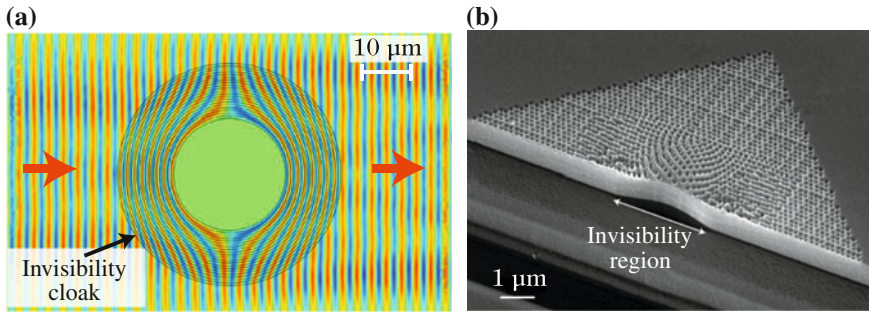 (a)
10 μm
Invisibility
cloak
(b)
Invisibility
region
1 μm